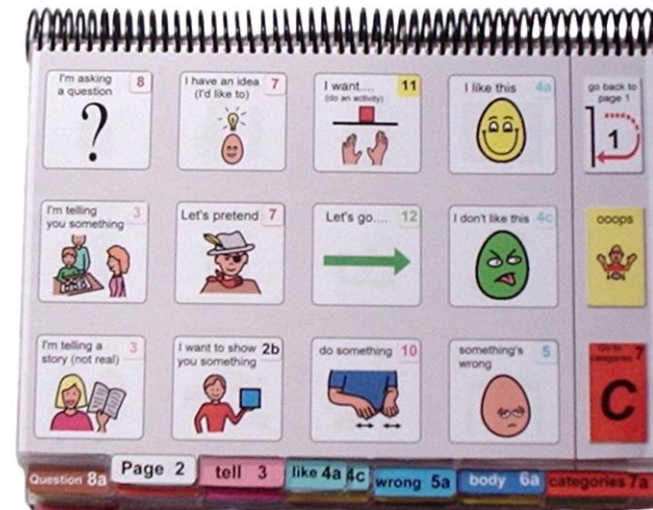 I'm asking
a question
8
I have an idea
(I'd like to)
7
I want....
(do an activity)
11
I like this
4a
go back to
page 1
1
I'm telling
you something
3
Let's pretend
7
Let's go....
12
I don't like this
4c
ooops
I'm telling a
story (not real)
3
I want to show
you something
2b
do something
10
something's
wrong
5
Go to
categories
7
C
Question 8a
Page 2
tell 3
like 4a 4c
wrong 5a
body 6a
categories 7a